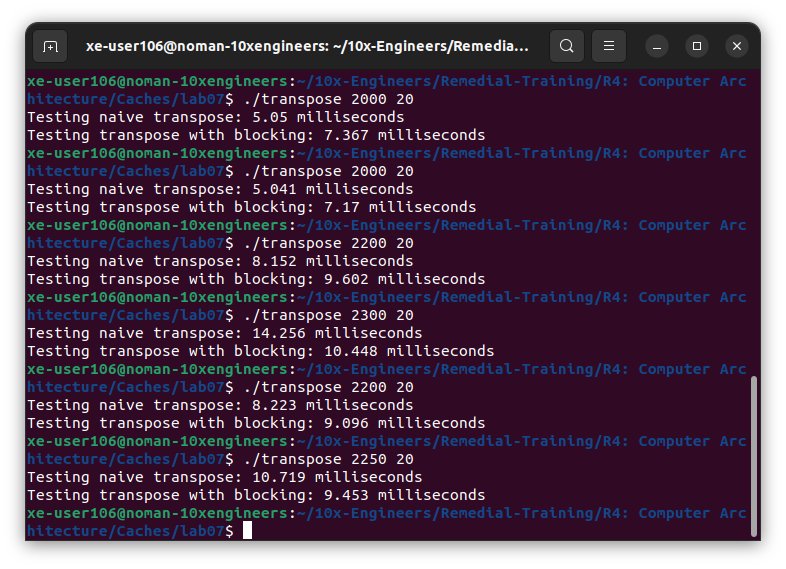 xe-user106@noman-10xengineers: ~/10x-Engineers/Remedia...
xe-user106@noman-10xengineers:~/10x-Engineers/Remedial-Training/R4: Computer Arc
hitecture/Caches/lab07$ ./transpose 2000 20
Testing naive transpose: 5.05 milliseconds
Testing transpose with blocking: 7.367 milliseconds
xe-user106@noman-10xengineers:~/10x-Engineers/Remedial-Training/R4: Computer Arc
hitecture/Caches/lab07$ ./transpose 2000 20
Testing naive transpose: 5.041 milliseconds
Testing transpose with blocking: 7.17 milliseconds
xe-user106@noman-10xengineers:~/10x-Engineers/Remedial-Training/R4: Computer Arc
hitecture/Caches/lab07$ ./transpose 2200 20
Testing naive transpose: 8.152 milliseconds
Testing transpose with blocking: 9.602 milliseconds
xe-user106@noman-10xengineers:~/10x-Engineers/Remedial-Training/R4: Computer Arc
hitecture/Caches/lab07$ ./transpose 2300 20
Testing naive transpose: 14.256 milliseconds
Testing transpose with blocking: 10.448 milliseconds
xe-user106@noman-10xengineers:~/10x-Engineers/Remedial-Training/R4: Computer Arc
hitecture/Caches/lab07$ ./transpose 2200 20
Testing naive transpose: 8.223 milliseconds
Testing transpose with blocking: 9.096 milliseconds
xe-user106@noman-10xengineers:~/10x-Engineers/Remedial-Training/R4: Computer Arc
hitecture/Caches/lab07$ ./transpose 2250 20
Testing naive transpose: 10.719 milliseconds
Testing transpose with blocking: 9.453 milliseconds
xe-user106@noman-10xengineers:~/10x-Engineers/Remedial-Training/R4: Computer Arc
hitecture/Caches/lab07$